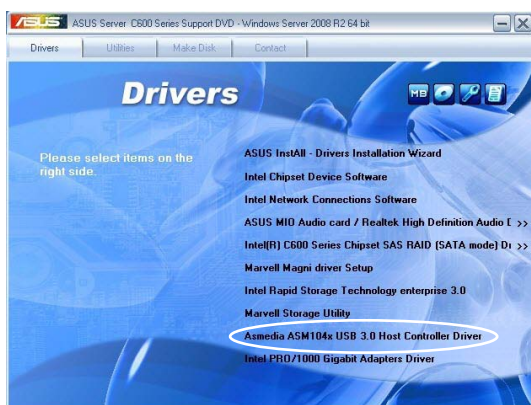 ASUS ASUS Server C600 Series Support DVD - Windows Server 2008 R2 64 bit
Drivers Utilities Make Disk Contact
Drivers
MB
Please select items on the
right side.
ASUS InstAll - Drivers Installation Wizard
Intel Chipset Device Software
Intel Network Connections Software
ASUS MIO Audio card / Realtek High Definition Audio >>
Intel(R) C600 Series Chipset SAS RAID (SATA mode) >>
Marvell Magni driver Setup
Intel Rapid Storage Technology enterprise 3.0
Marvell Storage Utility
Asmedia ASM104x USB 3.0 Host Controller Driver
Intel PRO/1000 Gigabit Adapters Driver